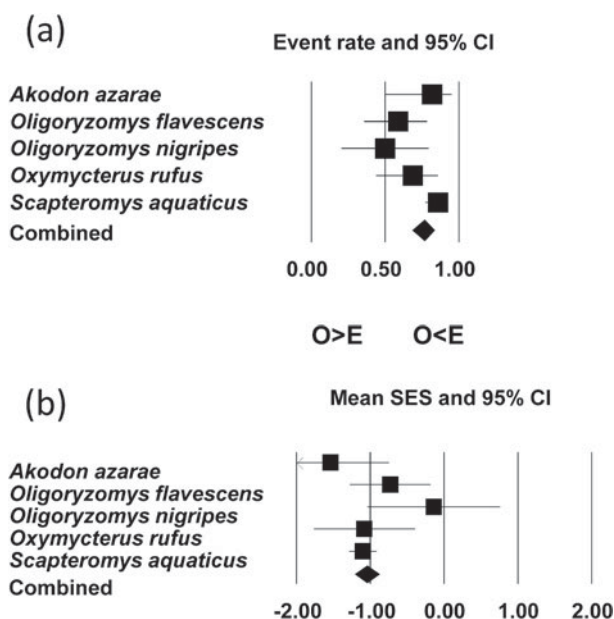 (a)
Event rate and 95% CI
Akodon azarae
Oligoryzomys flavescens
Oligoryzomys nigripes
Oxymycterus rufus
Scapteromys aquaticus
Combined
0.00 0.50 1.00
O>E O<E
(b)
Mean SES and 95% CI
Akodon azarae
Oligoryzomys flavescens
Oligoryzomys nigripes
Oxymycterus rufus
Scapteromys aquaticus
Combined
-2.00 -1.00 0.00 1.00 2.00